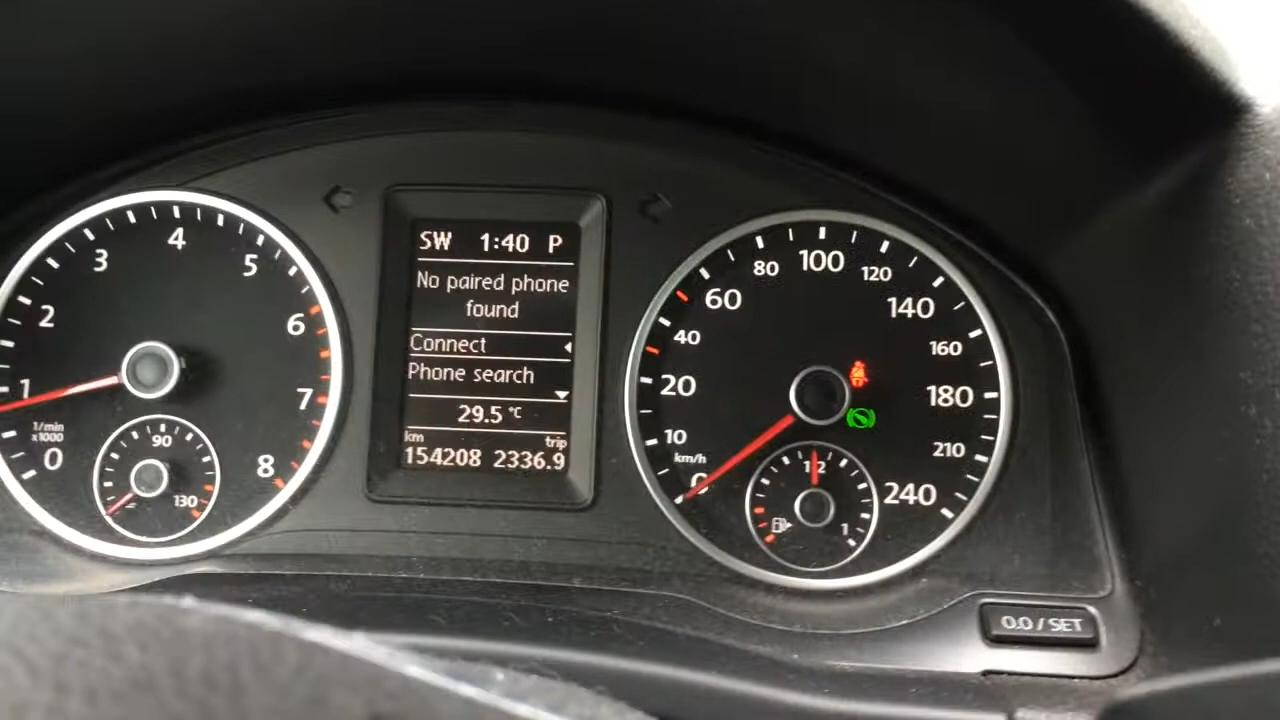 SW 1:40 P
No paired phone
found
Connect
Phone search
29.5 °C
km trip
154208 2336.9
0 1 2 3 4 5 6 7 8
1/min
x1000
90 130
0 10 20 40 60 80 100 120 140 160 180 210 240
km/h
1/2 1
0.0 / SET